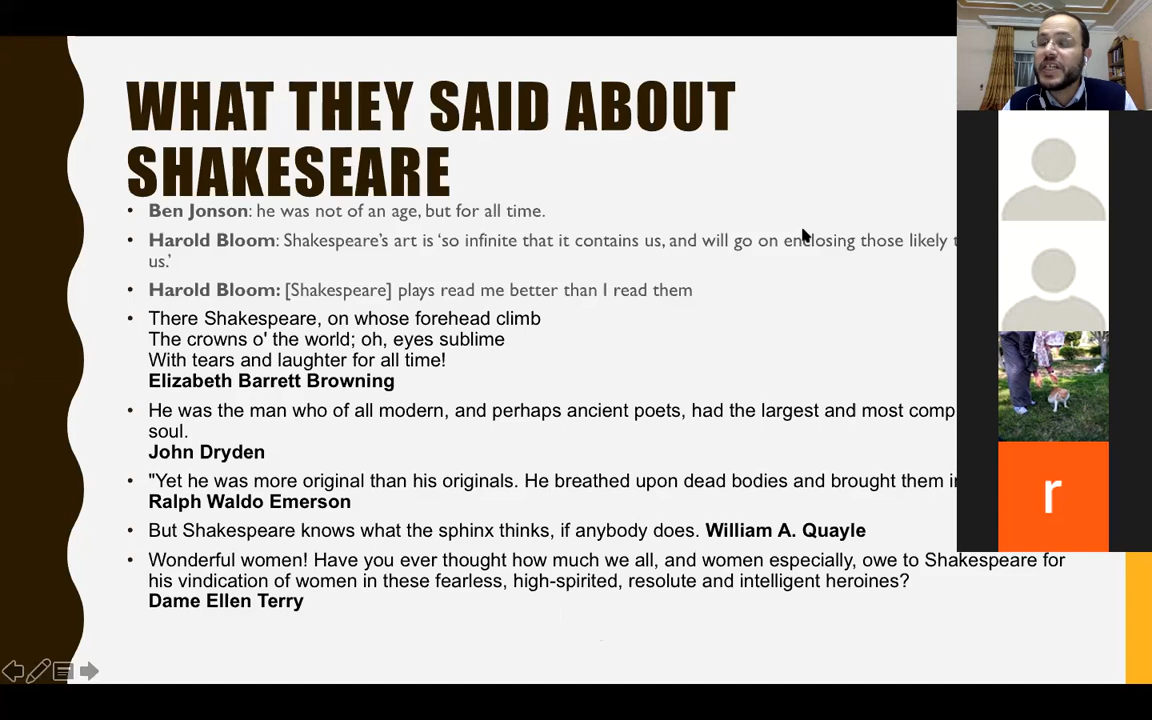 WHAT THEY SAID ABOUT
SHAKESEARE
• Ben Jonson: he was not of an age, but for all time.
• Harold Bloom: Shakespeare's art is ‘so infinite that it contains us, and will go on enclosing those likely
us.’
• Harold Bloom: [Shakespeare] plays read me better than I read them
• There Shakespeare, on whose forehead climb
The crowns o' the world; oh, eyes sublime
With tears and laughter for all time!
Elizabeth Barrett Browning
• He was the man who of all modern, and perhaps ancient poets, had the largest and most
soul.
John Dryden
• "Yet he was more original than his originals. He breathed upon dead bodies and brought them
Ralph Waldo Emerson
• But Shakespeare knows what the sphinx thinks, if anybody does. William A. Quayle
• Wonderful women! Have you ever thought how much we all, and women especially, owe to Shakespeare for
his vindication of women in these fearless, high-spirited, resolute and intelligent heroines?
Dame Ellen Terry
r